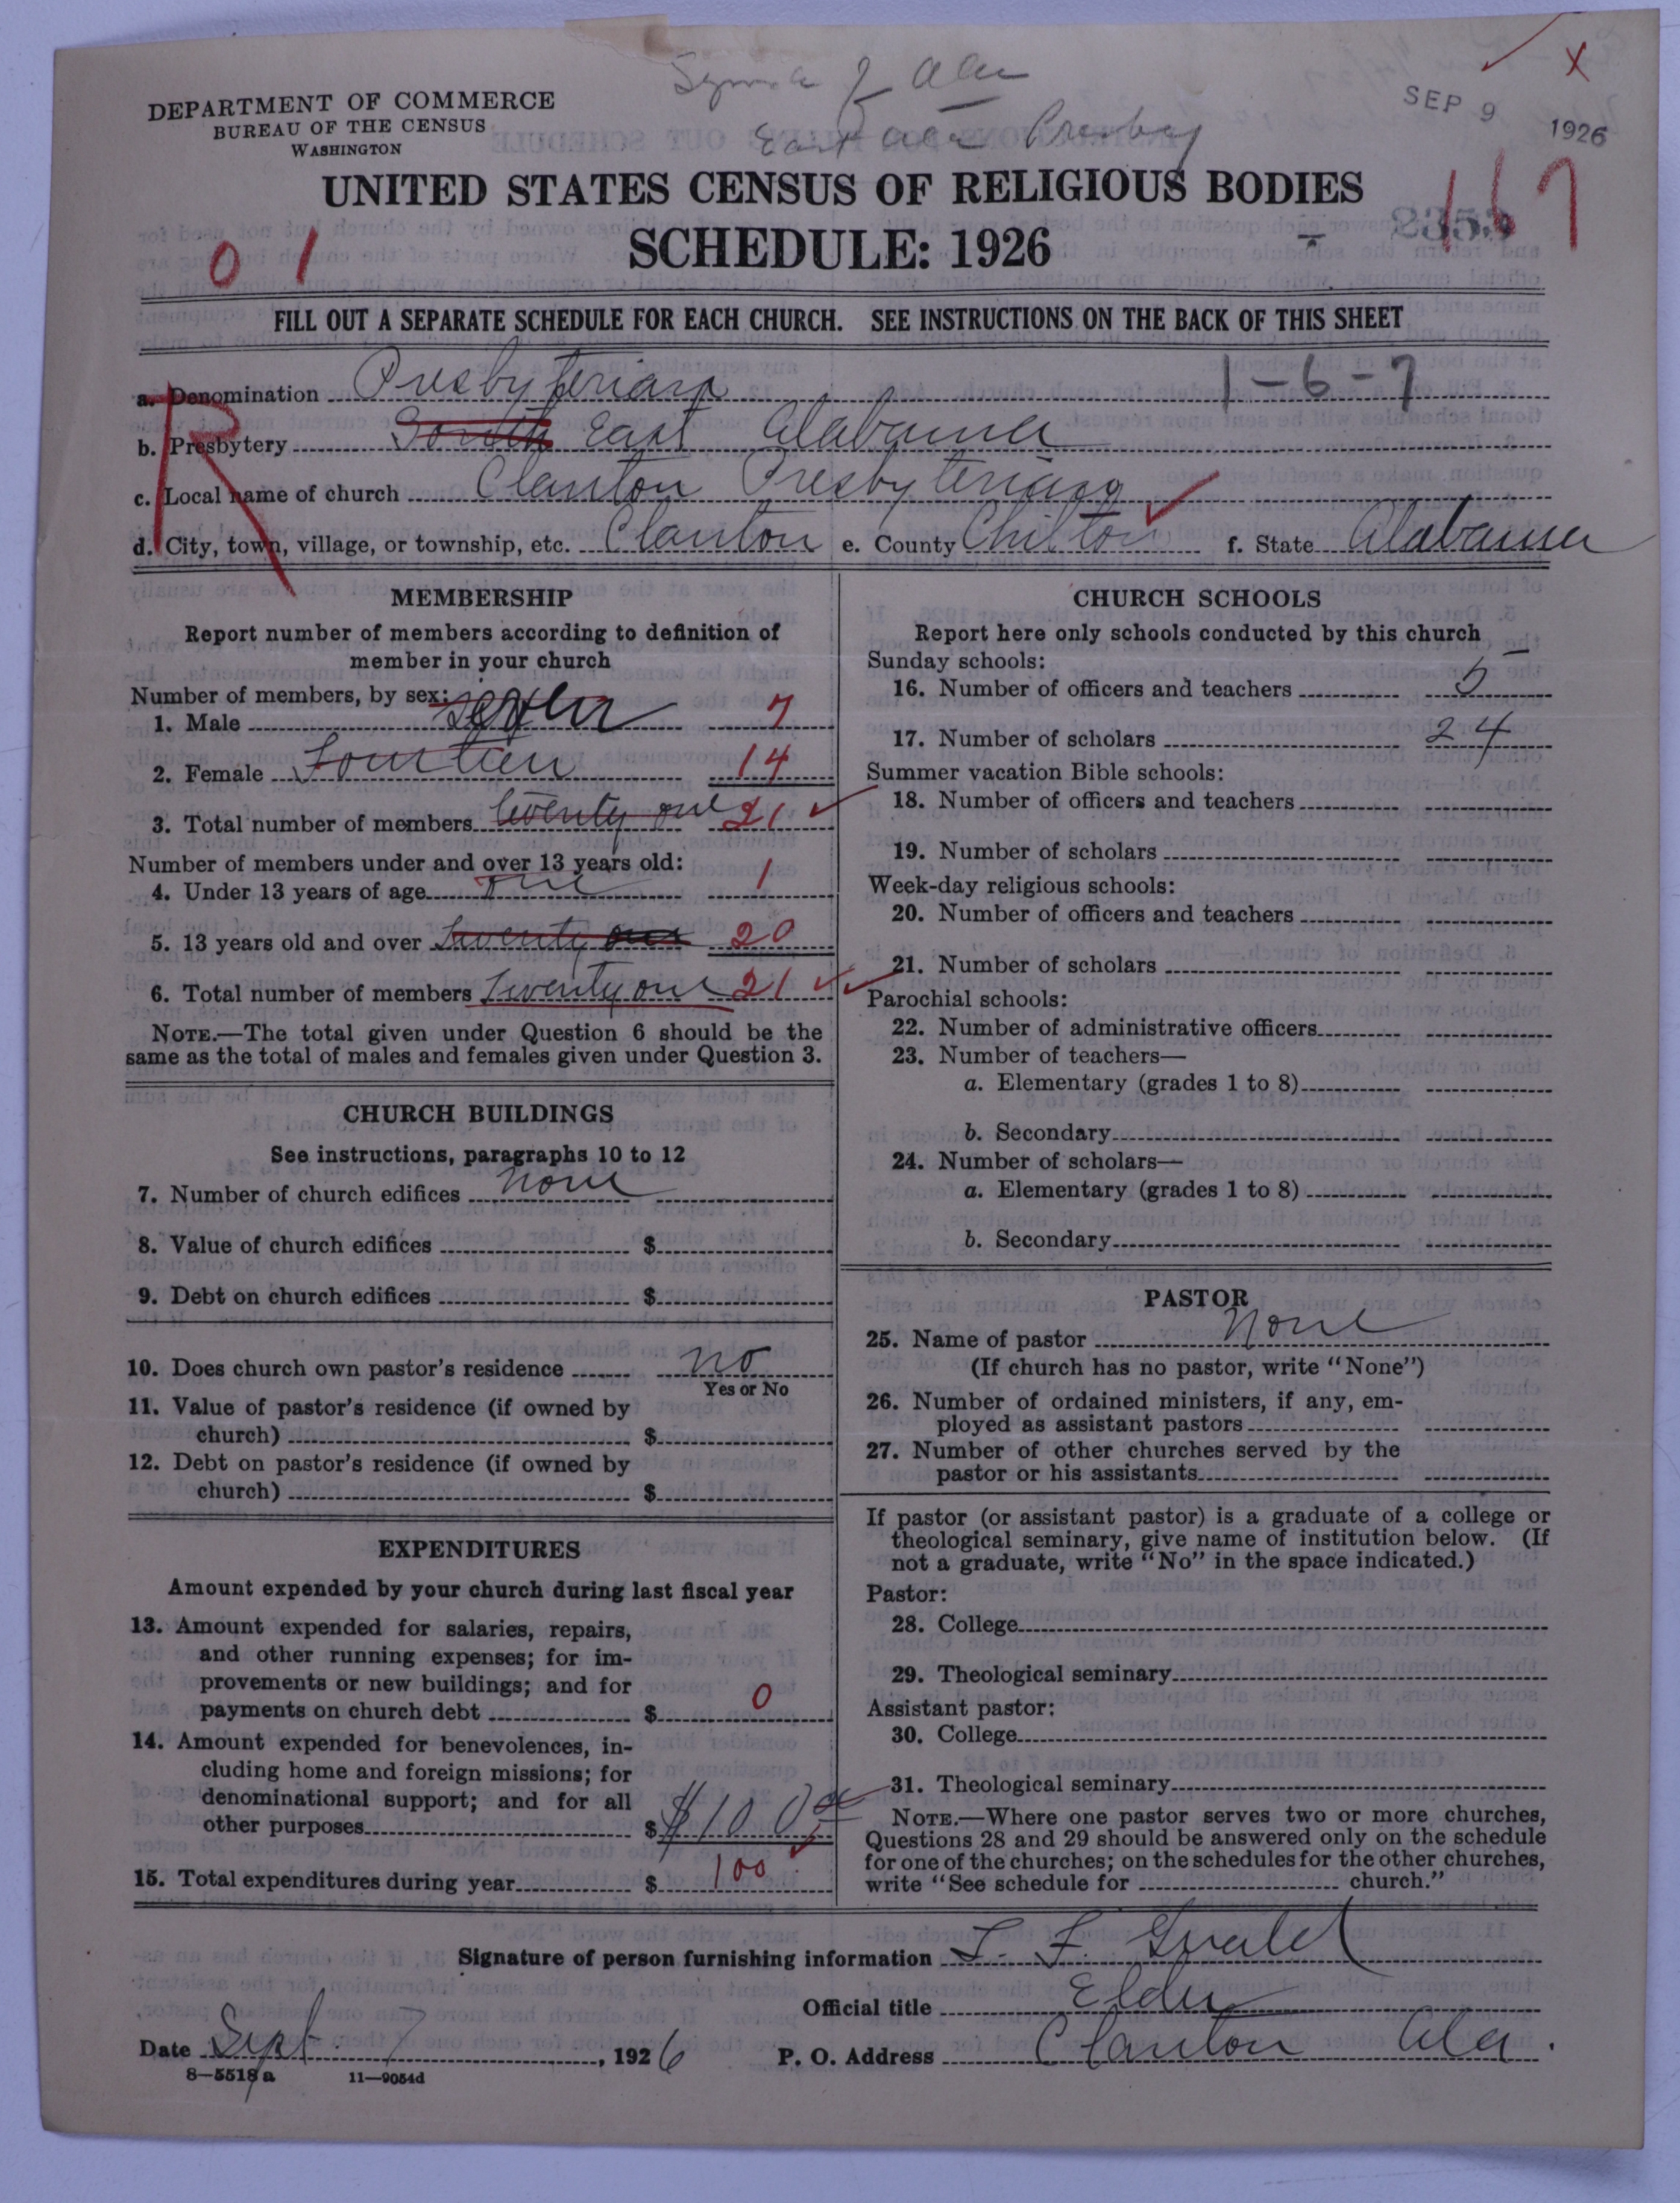 Synod of Ala
East Ala Presby
SEP 9 1926
X
DEPARTMENT OF COMMERCE
BUREAU OF THE CENSUS
WASHINGTON
UNITED STATES CENSUS OF RELIGIOUS BODIES
SCHEDULE: 1926
01
167
FILL OUT A SEPARATE SCHEDULE FOR EACH CHURCH. SEE INSTRUCTIONS ON THE BACK OF THIS SHEET
R
a. Denomination Presbyterian 1-6-7
b. Presbytery South East Alabama
c. Local name of church Clanton Presbyterian
d. City, town, village, or township, etc. Clanton e. County Chilton f. State Alabama
MEMBERSHIP
Report number of members according to definition of
member in your church
Number of members, by sex:
1. Male seven 7
2. Female Fourteen 14
3. Total number of members twenty one 21
Number of members under and over 13 years old:
4. Under 13 years of age one 1
5. 13 years old and over Twenty one 20
6. Total number of members Twenty one 21
NOTE.—The total given under Question 6 should be the
same as the total of males and females given under Question 3.
CHURCH BUILDINGS
See instructions, paragraphs 10 to 12
7. Number of church edifices none
8. Value of church edifices $
9. Debt on church edifices $
10. Does church own pastor's residence no
Yes or No
11. Value of pastor's residence (if owned by
church) $
12. Debt on pastor's residence (if owned by
church) $
EXPENDITURES
Amount expended by your church during last fiscal year
13. Amount expended for salaries, repairs,
and other running expenses; for im-
provements or new buildings; and for
payments on church debt $ 0
14. Amount expended for benevolences, in-
cluding home and foreign missions; for
denominational support; and for all
other purposes $ $100 00
15. Total expenditures during year $ 100
CHURCH SCHOOLS
Report here only schools conducted by this church
Sunday schools:
16. Number of officers and teachers 5
17. Number of scholars 24
Summer vacation Bible schools:
18. Number of officers and teachers
19. Number of scholars
Week-day religious schools:
20. Number of officers and teachers
21. Number of scholars
Parochial schools:
22. Number of administrative officers
23. Number of teachers—
a. Elementary (grades 1 to 8)
b. Secondary
24. Number of scholars—
a. Elementary (grades 1 to 8)
b. Secondary
PASTOR
25. Name of pastor None
(If church has no pastor, write "None")
26. Number of ordained ministers, if any, em-
ployed as assistant pastors
27. Number of other churches served by the
pastor or his assistants
If pastor (or assistant pastor) is a graduate of a college or
theological seminary, give name of institution below. (If
not a graduate, write "No" in the space indicated.)
Pastor:
28. College
29. Theological seminary
Assistant pastor:
30. College
31. Theological seminary
NOTE.—Where one pastor serves two or more churches,
Questions 28 and 29 should be answered only on the schedule
for one of the churches; on the schedules for the other churches,
write "See schedule for church."
Signature of person furnishing information
Official title Elder
Date Sept 7, 1926 P. O. Address Clanton Ala.
8—5518 a 11—9054d